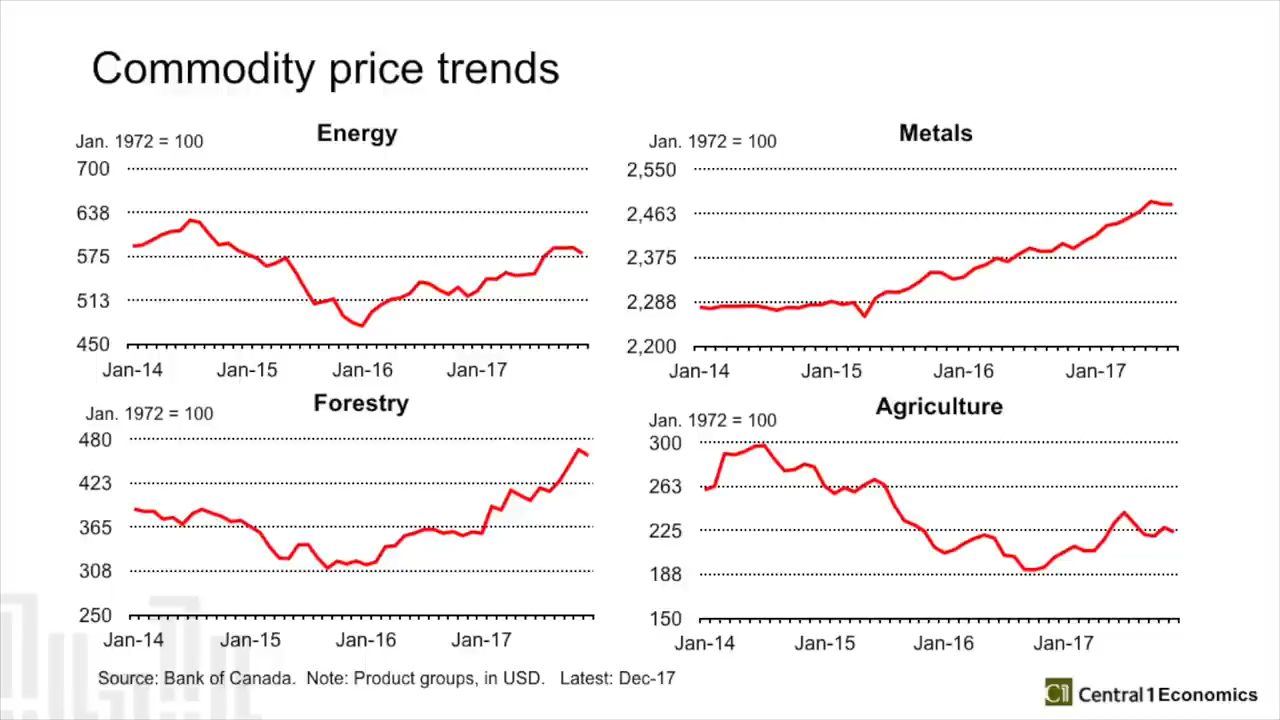 Commodity price trends
Energy
Jan. 1972 = 100
700
638
575
513
450
Jan-14 Jan-15 Jan-16 Jan-17
Metals
Jan. 1972 = 100
2,550
2,463
2,375
2,288
2,200
Jan-14 Jan-15 Jan-16 Jan-17
Forestry
Jan. 1972 = 100
480
423
365
308
250
Jan-14 Jan-15 Jan-16 Jan-17
Agriculture
Jan. 1972 = 100
300
263
225
188
150
Jan-14 Jan-15 Jan-16 Jan-17
Source: Bank of Canada. Note: Product groups, in USD. Latest: Dec-17
C1 Central1Economics